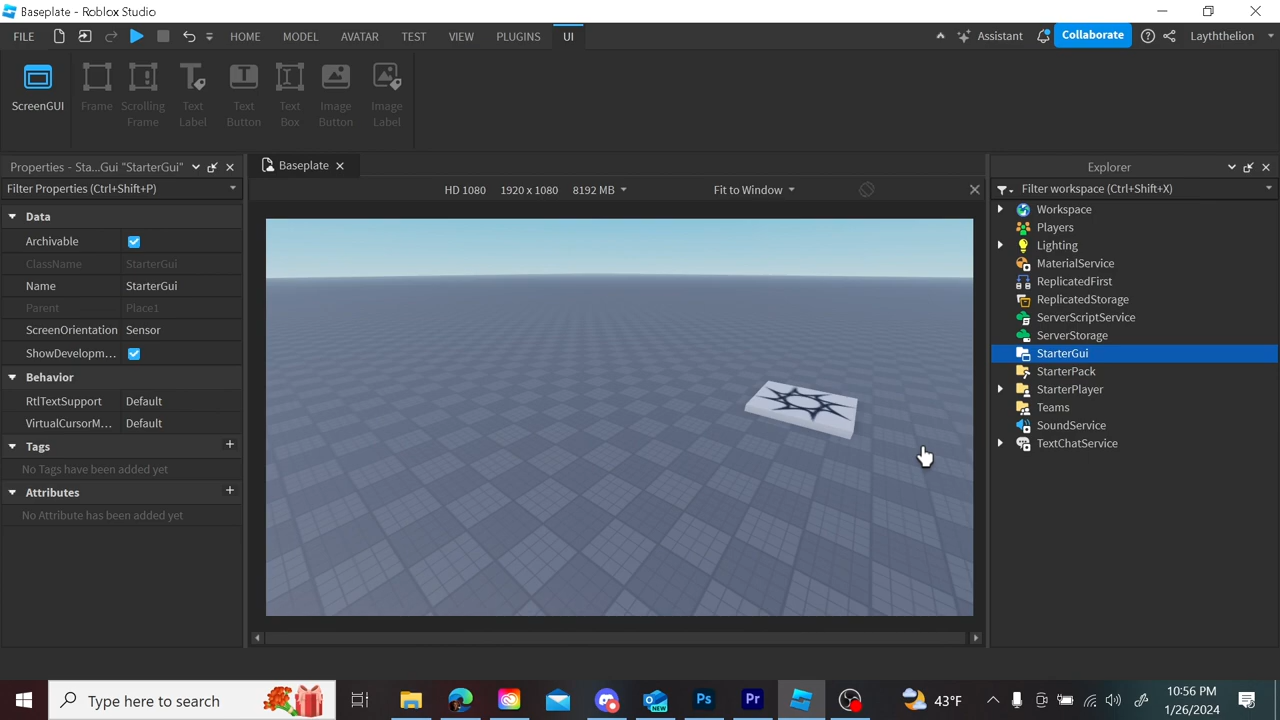 Baseplate - Roblox Studio
FILE HOME MODEL AVATAR TEST VIEW PLUGINS UI Assistant Collaborate Layththelion
ScreenGUI Frame Scrolling Frame Text Label Text Button Text Box Image Button Image Label
Properties - Sta...Gui "StarterGui"
Filter Properties (Ctrl+Shift+P)
Data
Archivable
ClassName StarterGui
Name StarterGui
Parent Place1
ScreenOrientation Sensor
ShowDevelopm...
Behavior
RtlTextSupport Default
VirtualCursorM... Default
Tags
No Tags have been added yet
Attributes
No Attribute has been added yet
Baseplate
HD 1080 1920 x 1080 8192 MB Fit to Window
Explorer
Filter workspace (Ctrl+Shift+X)
Workspace
Players
Lighting
MaterialService
ReplicatedFirst
ReplicatedStorage
ServerScriptService
ServerStorage
StarterGui
StarterPack
StarterPlayer
Teams
SoundService
TextChatService
Type here to search
NEW
Ps
Pr
43°F
10:56 PM
1/26/2024